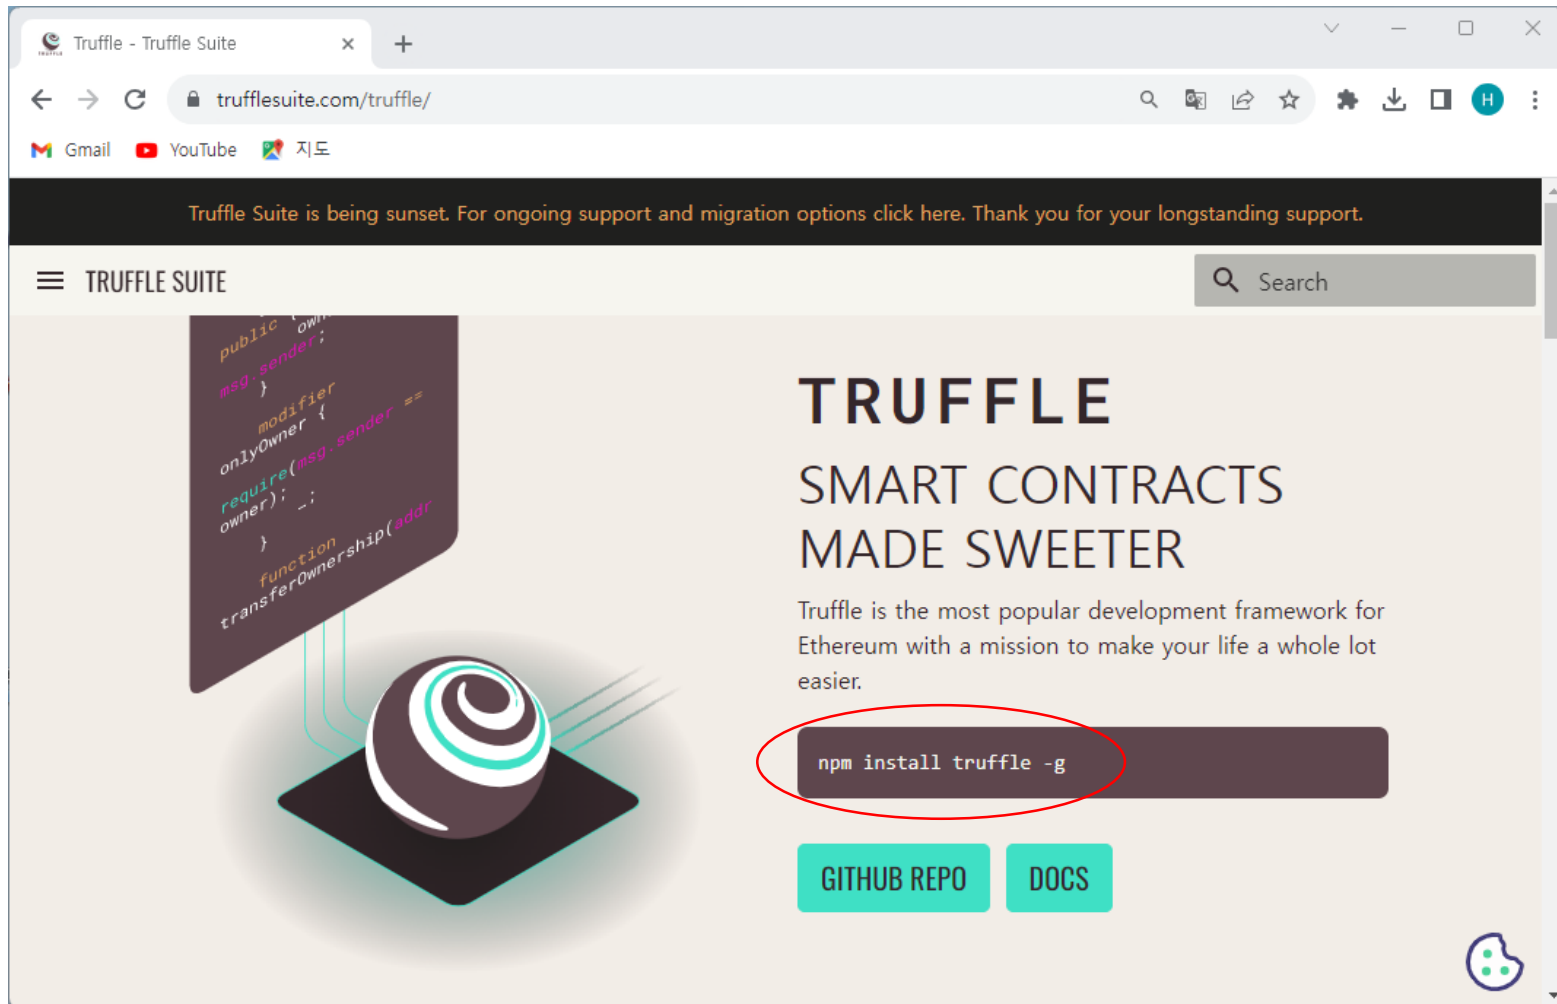 Truffle - Truffle Suite
trufflesuite.com/truffle/
H
Gmail YouTube 지도
Truffle Suite is being sunset. For ongoing support and migration options click here. Thank you for your longstanding support.
TRUFFLE SUITE
Search
public {
msg.sender;
}
modifier
onlyOwner {
require(msg.sender ==
owner); _;
}
function
transferOwnership(addr
TRUFFLE
SMART CONTRACTS
MADE SWEETER
Truffle is the most popular development framework for
Ethereum with a mission to make your life a whole lot
easier.
npm install truffle -g
GITHUB REPO
DOCS